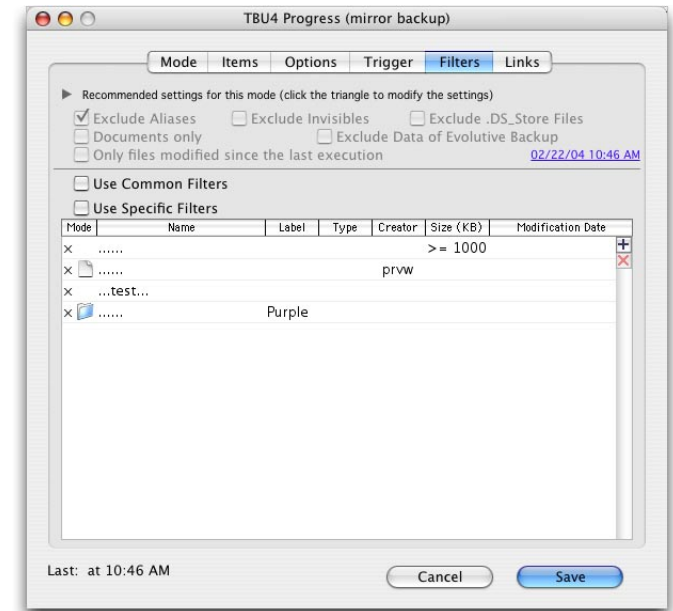 TBU4 Progress (mirror backup)
Mode Items Options Trigger Filters Links
Recommended settings for this mode (click the triangle to modify the settings)
Exclude Aliases Exclude Invisibles Exclude .DS_Store Files
Documents only Exclude Data of Evolutive Backup
Only files modified since the last execution 02/22/04 10:46 AM
Use Common Filters
Use Specific Filters
Mode Name Label Type Creator Size (KB) Modification Date
...... >= 1000
...... prvw
...test...
...... Purple
Last: at 10:46 AM Cancel Save